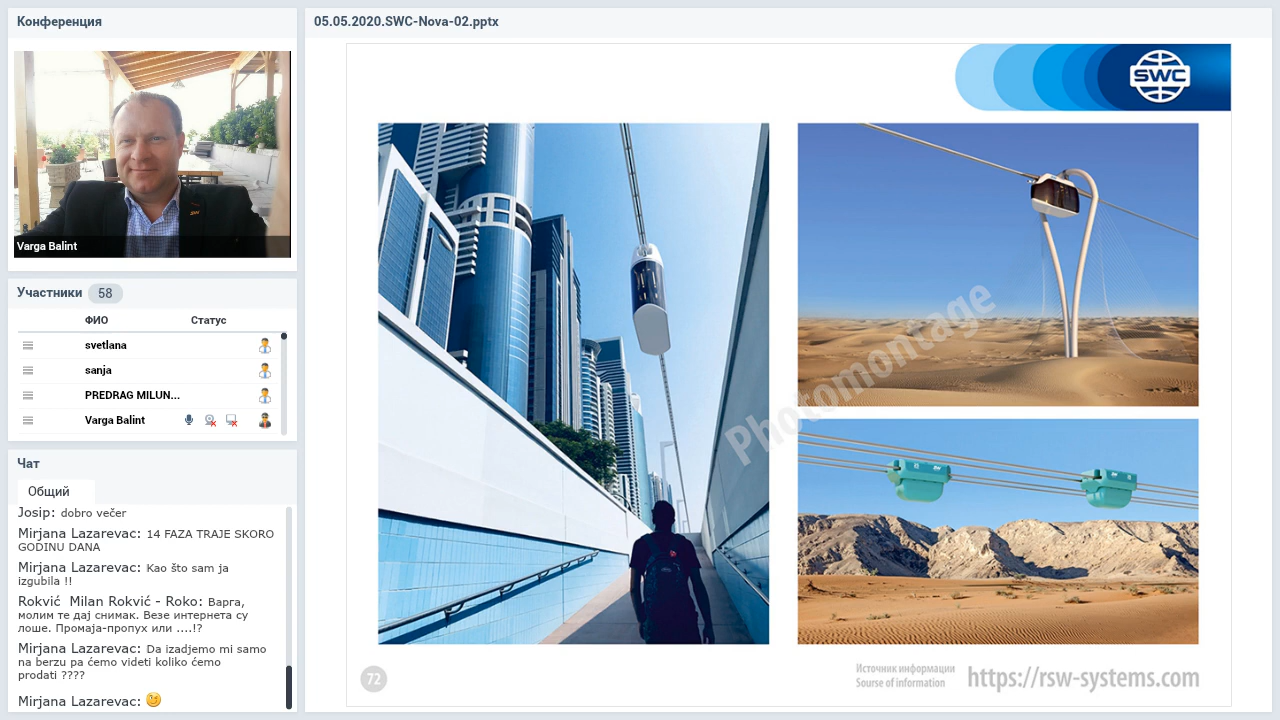 Конференция
Varga Balint
Участники 58
ФИО Статус
svetlana
sanja
PREDRAG MILUN...
Varga Balint
Чат
Общий
Josip: dobro večer
Mirjana Lazarevac: 14 FAZA TRAJE SKORO
GODINU DANA
Mirjana Lazarevac: Kao što sam ja
izgubila !!
Rokvić Milan Rokvić - Roko: Варга,
молим те дај снимак. Везе интернета су
лоше. Промаја-пропух или ....!?
Mirjana Lazarevac: Da izadjemo mi samo
na berzu pa ćemo videti koliko ćemo
prodati ????
Mirjana Lazarevac:
05.05.2020.SWC-Nova-02.pptx
SWC
Photomontage
72
Источник информации
Sourse of information
https://rsw-systems.com